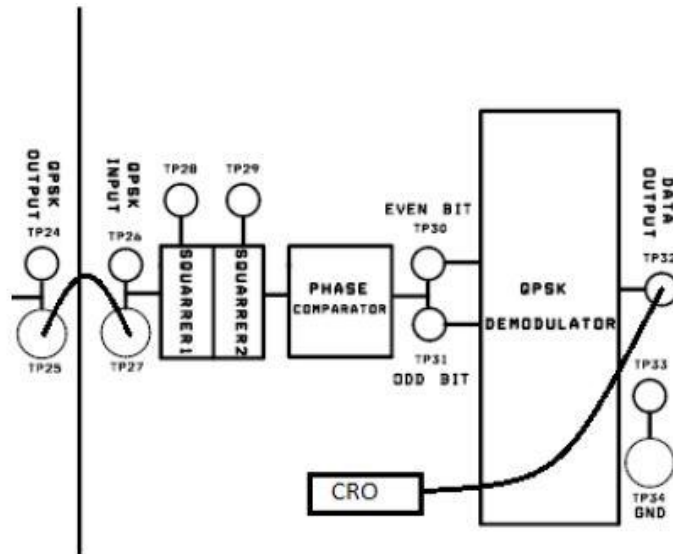 QPSK
OUTPUT
TP24
TP25
QPSK
INPUT
TP26
TP27
TP28
TP29
SQUARRER1
SQUARRER2
PHASE
COMPARATOR
EVEN BIT
TP30
TP31
ODD BIT
QPSK
DEMODULATOR
DATA
OUTPUT
TP32
TP33
TP34
GND
CRO